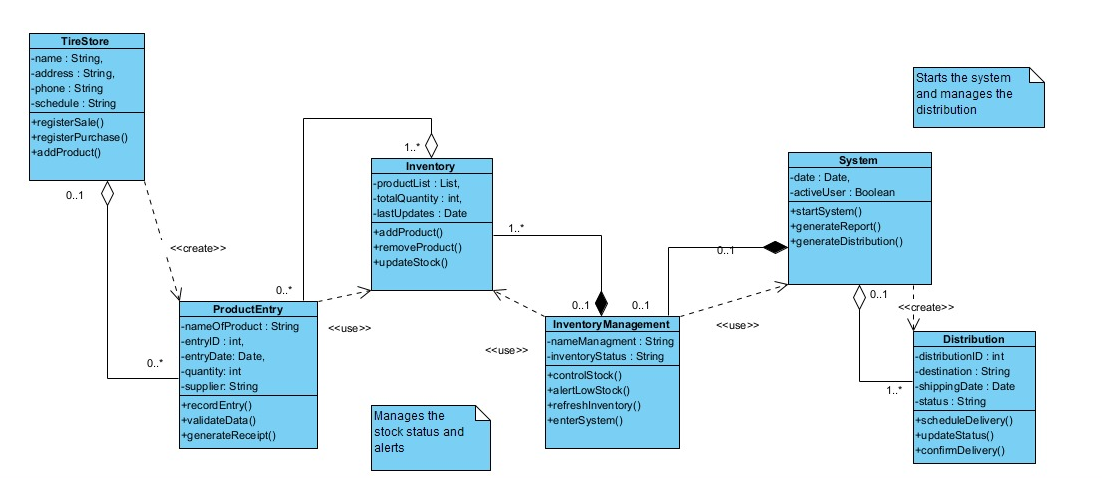 TireStore
-name : String,
-address : String,
-phone : String
-schedule : String
+registerSale()
+registerPurchase()
+addProduct()
0..1
<<create>>
0..*
ProductEntry
-nameOfProduct : String
-entryID : int,
-entryDate: Date,
-quantity: int
-supplier: String
+recordEntry()
+validateData()
+generateReceipt()
0..*
<<use>>
1..*
Inventory
-productList : List,
-totalQuantity : int,
-lastUpdates : Date
+addProduct()
+removeProduct()
+updateStock()
1..*
<<use>>
Manages the
stock status and
alerts
0..1
0..1
InventoryManagement
-nameManagment : String
-inventoryStatus : String
+controlStock()
+alertLowStock()
+refreshInventory()
+enterSystem()
<<use>>
0..1
System
-date : Date,
-activeUser : Boolean
+startSystem()
+generateReport()
+generateDistribution()
Starts the system
and manages the
distribution
0..1
<<create>>
1..*
Distribution
-distributionID : int
-destination : String
-shippingDate : Date
-status : String
+scheduleDelivery()
+updateStatus()
+confirmDelivery()